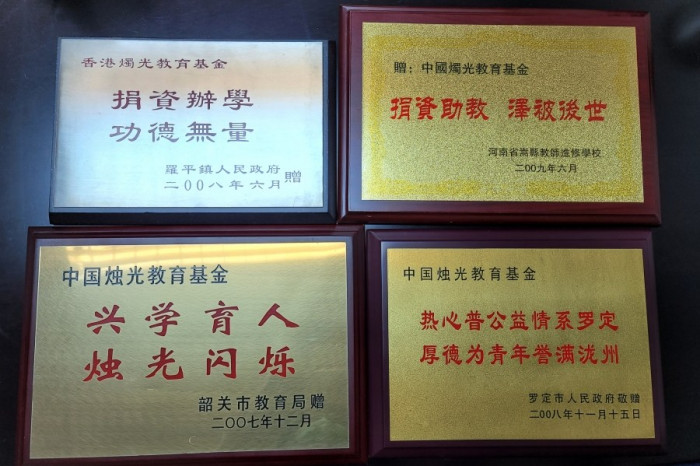 香港燭光教育基金
捐資辦學
功德無量
羅平鎮人民政府
二００八年六月
贈
贈：中國燭光教育基金
捐資助教 澤被後世
河南省嵩縣教師進修學校
二００九年六月
中国烛光教育基金
兴学育人
烛光闪烁
韶关市教育局赠
二〇〇七年十二月
中国烛光教育基金
热心普公益情系罗定
厚德为青年誉满泷州
罗定市人民政府敬赠
二００八年十一月十五日